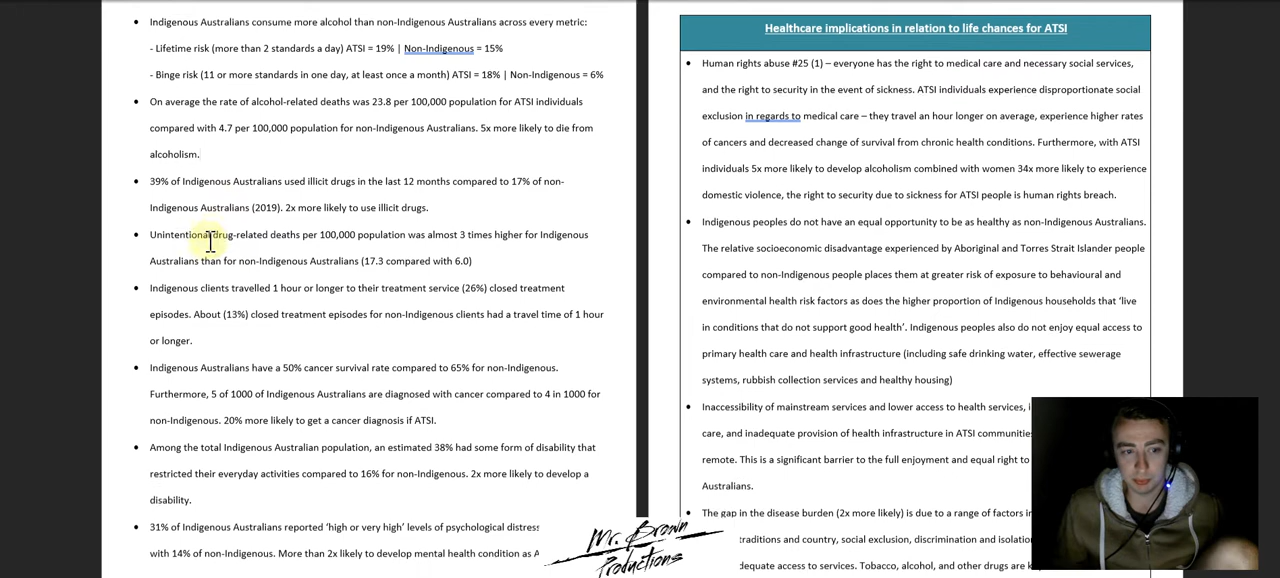 Indigenous Australians consume more alcohol than non-Indigenous Australians across every metric:
- Lifetime risk (more than 2 standards a day) ATSI = 19% | Non-Indigenous = 15%
- Binge risk (11 or more standards in one day, at least once a month) ATSI = 18% | Non-Indigenous = 6%
On average the rate of alcohol-related deaths was 23.8 per 100,000 population for ATSI individuals
compared with 4.7 per 100,000 population for non-Indigenous Australians. 5x more likely to die from
alcoholism.
39% of Indigenous Australians used illicit drugs in the last 12 months compared to 17% of non-
Indigenous Australians (2019). 2x more likely to use illicit drugs.
Unintentional drug-related deaths per 100,000 population was almost 3 times higher for Indigenous
Australians than for non-Indigenous Australians (17.3 compared with 6.0)
Indigenous clients travelled 1 hour or longer to their treatment service (26%) closed treatment
episodes. About (13%) closed treatment episodes for non-Indigenous clients had a travel time of 1 hour
or longer.
Indigenous Australians have a 50% cancer survival rate compared to 65% for non-Indigenous.
Furthermore, 5 of 1000 of Indigenous Australians are diagnosed with cancer compared to 4 in 1000 for
non-Indigenous. 20% more likely to get a cancer diagnosis if ATSI.
Among the total Indigenous Australian population, an estimated 38% had some form of disability that
restricted their everyday activities compared to 16% for non-Indigenous. 2x more likely to develop a
disability.
31% of Indigenous Australians reported 'high or very high' levels of psychological distress
with 14% of non-Indigenous. More than 2x likely to develop mental health condition as A
Healthcare implications in relation to life chances for ATSI
Human rights abuse #25 (1) – everyone has the right to medical care and necessary social services,
and the right to security in the event of sickness. ATSI individuals experience disproportionate social
exclusion in regards to medical care – they travel an hour longer on average, experience higher rates
of cancers and decreased change of survival from chronic health conditions. Furthermore, with ATSI
individuals 5x more likely to develop alcoholism combined with women 34x more likely to experience
domestic violence, the right to security due to sickness for ATSI people is human rights breach.
Indigenous peoples do not have an equal opportunity to be as healthy as non-Indigenous Australians.
The relative socioeconomic disadvantage experienced by Aboriginal and Torres Strait Islander people
compared to non-Indigenous people places them at greater risk of exposure to behavioural and
environmental health risk factors as does the higher proportion of Indigenous households that 'live
in conditions that do not support good health'. Indigenous peoples also do not enjoy equal access to
primary health care and health infrastructure (including safe drinking water, effective sewerage
systems, rubbish collection services and healthy housing)
Inaccessibility of mainstream services and lower access to health services, i
care, and inadequate provision of health infrastructure in ATSI communitie
remote. This is a significant barrier to the full enjoyment and equal right to
Australians.
The gap in the disease burden (2x more likely) is due to a range of factors in
traditions and country, social exclusion, discrimination and isolatio
dequate access to services. Tobacco, alcohol, and other drugs are k
Mr. Brown
Productions